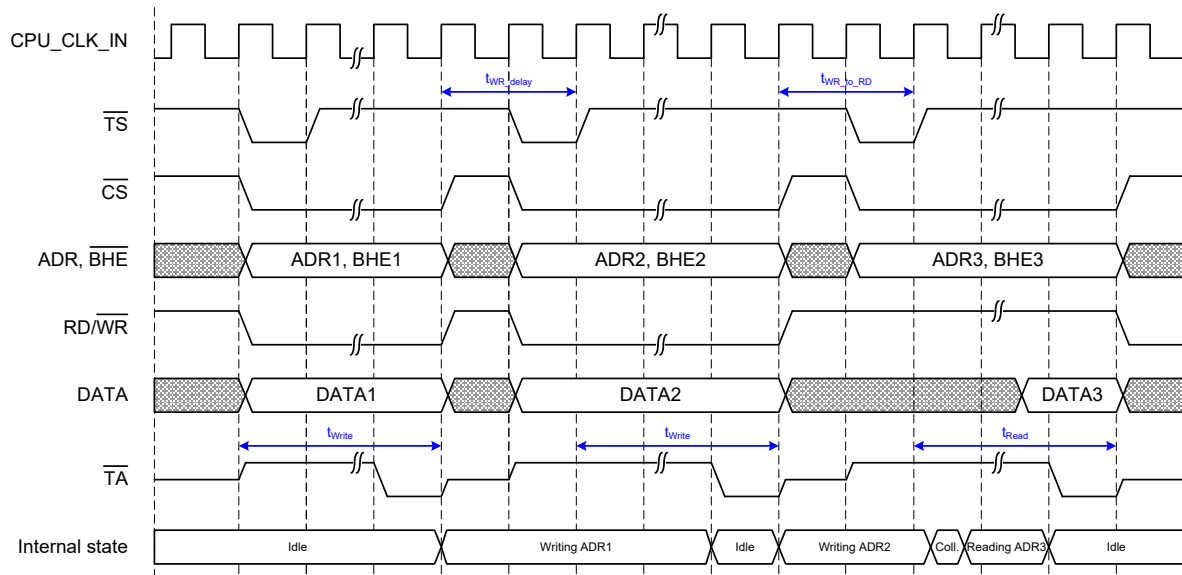 CPU_CLK_IN
tWR_delay
tWR_to_RD
TS
CS
ADR, BHE
ADR1, BHE1
ADR2, BHE2
ADR3, BHE3
RD/WR
DATA
DATA1
DATA2
DATA3
tWrite
tWrite
tRead
TA
Internal state
Idle
Writing ADR1
Idle
Writing ADR2
Coll.
Reading ADR3
Idle